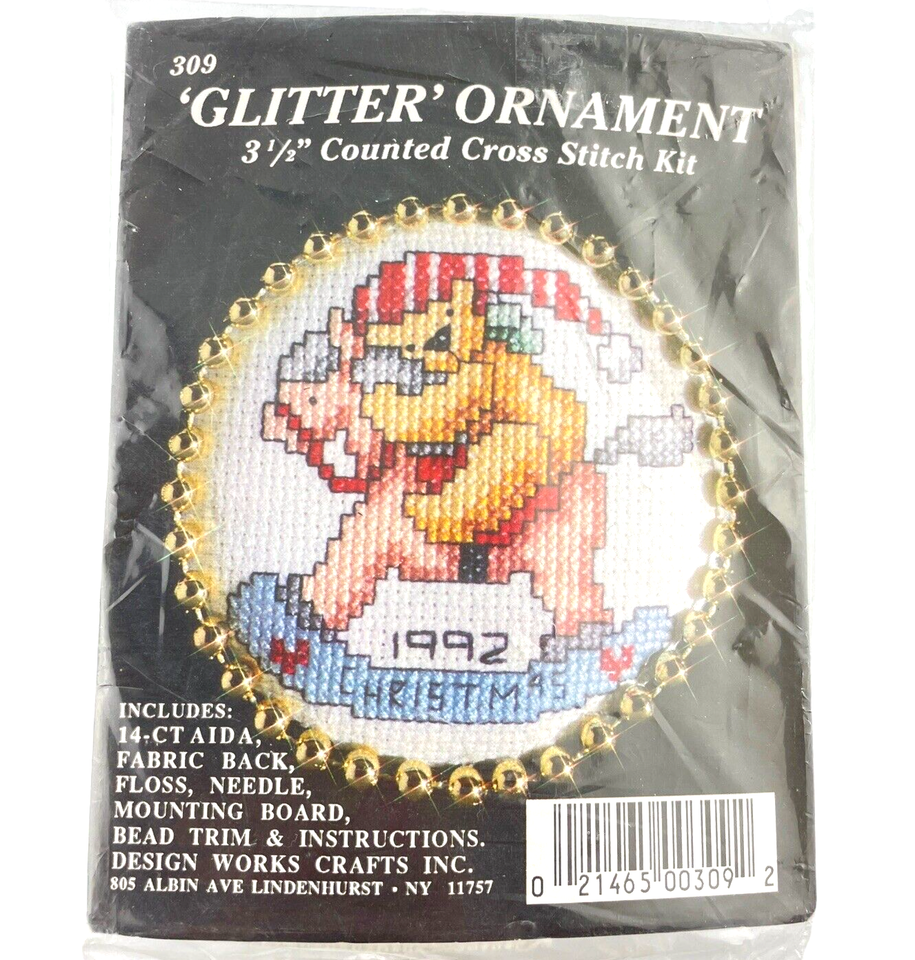 309
‘GLITTER’ ORNAMENT
3 1/2” Counted Cross Stitch Kit
1992
CHRISTMAS
INCLUDES:
14-CT AIDA,
FABRIC BACK,
FLOSS, NEEDLE,
MOUNTING BOARD,
BEAD TRIM & INSTRUCTIONS.
DESIGN WORKS CRAFTS INC.
805 ALBIN AVE LINDENHURST • NY 11757
0 21465 00309 2